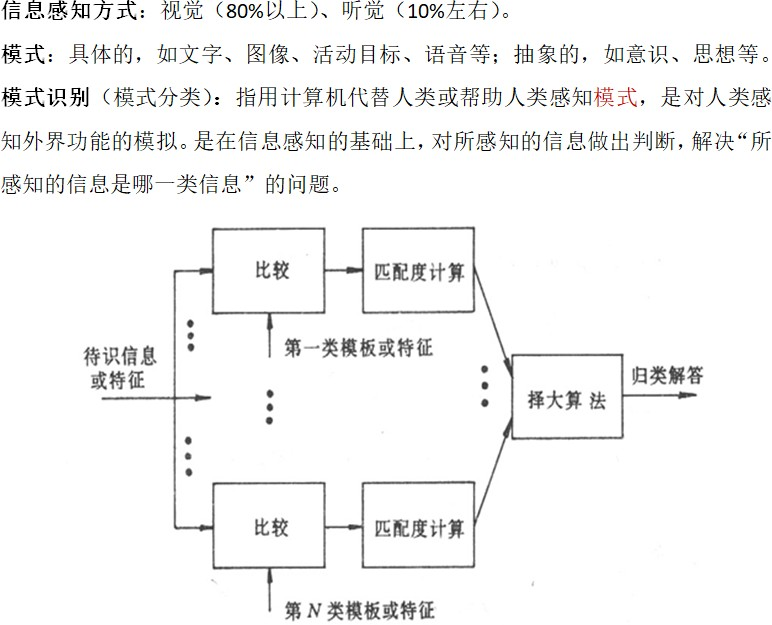 信息感知方式：视觉（80%以上）、听觉（10%左右）。
模式：具体的，如文字、图像、活动目标、语音等；抽象的，如意识、思想等。
模式识别（模式分类）：指用计算机代替人类或帮助人类感知模式，是对人类感
知外界功能的模拟。是在信息感知的基础上，对所感知的信息做出判断，解决“所
感知的信息是哪一类信息”的问题。
比较
匹配度计算
第一类模板或特征
待识信息
或特征
择大算法
归类解答
比较
匹配度计算
第 N 类模板或特征